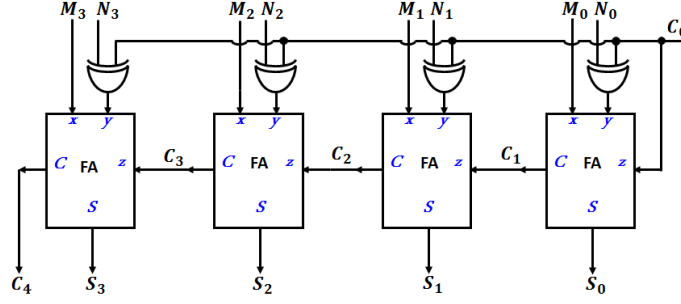 M₃ N₃ M₂ N₂ M₁ N₁ M₀ N₀
C₀
x y x y x y x y
C FA z C₃ C FA z C₂ C FA z C₁ C FA z
S S S S
C₄ S₃ S₂ S₁ S₀